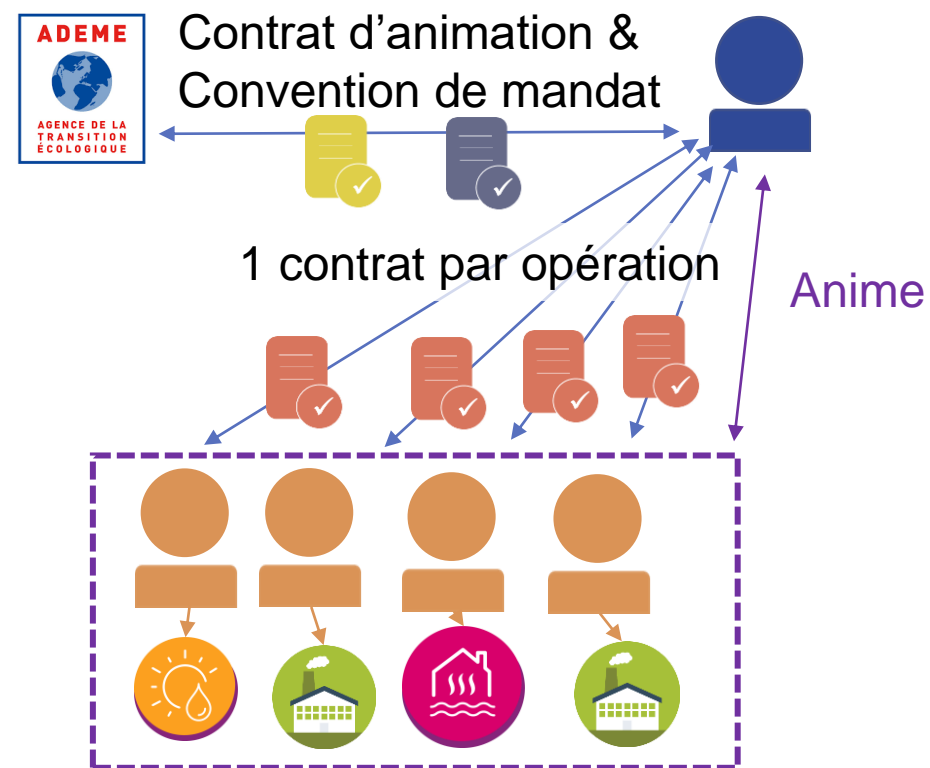 ADEME
AGENCE DE LA
TRANSITION
ÉCOLOGIQUE
Contrat d’animation &
Convention de mandat
1 contrat par opération
Anime